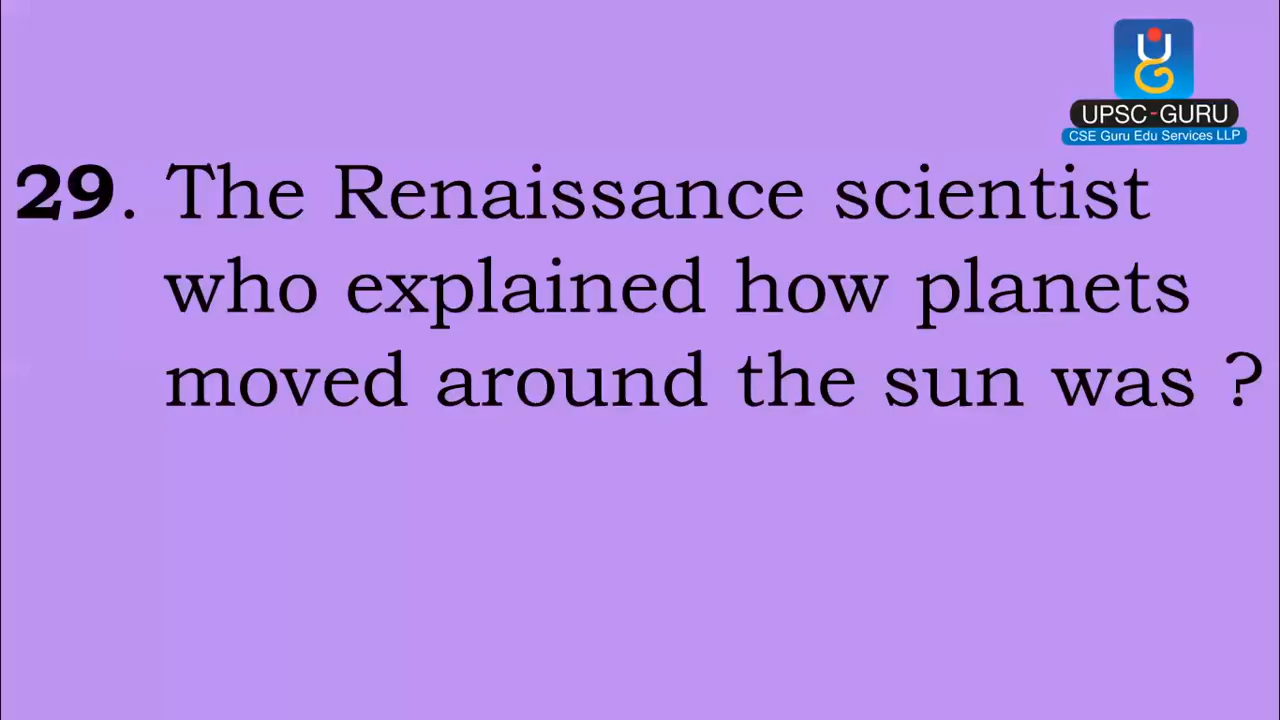 UPSC-GURU
CSE Guru Edu Services LLP
29. The Renaissance scientist
who explained how planets
moved around the sun was ?